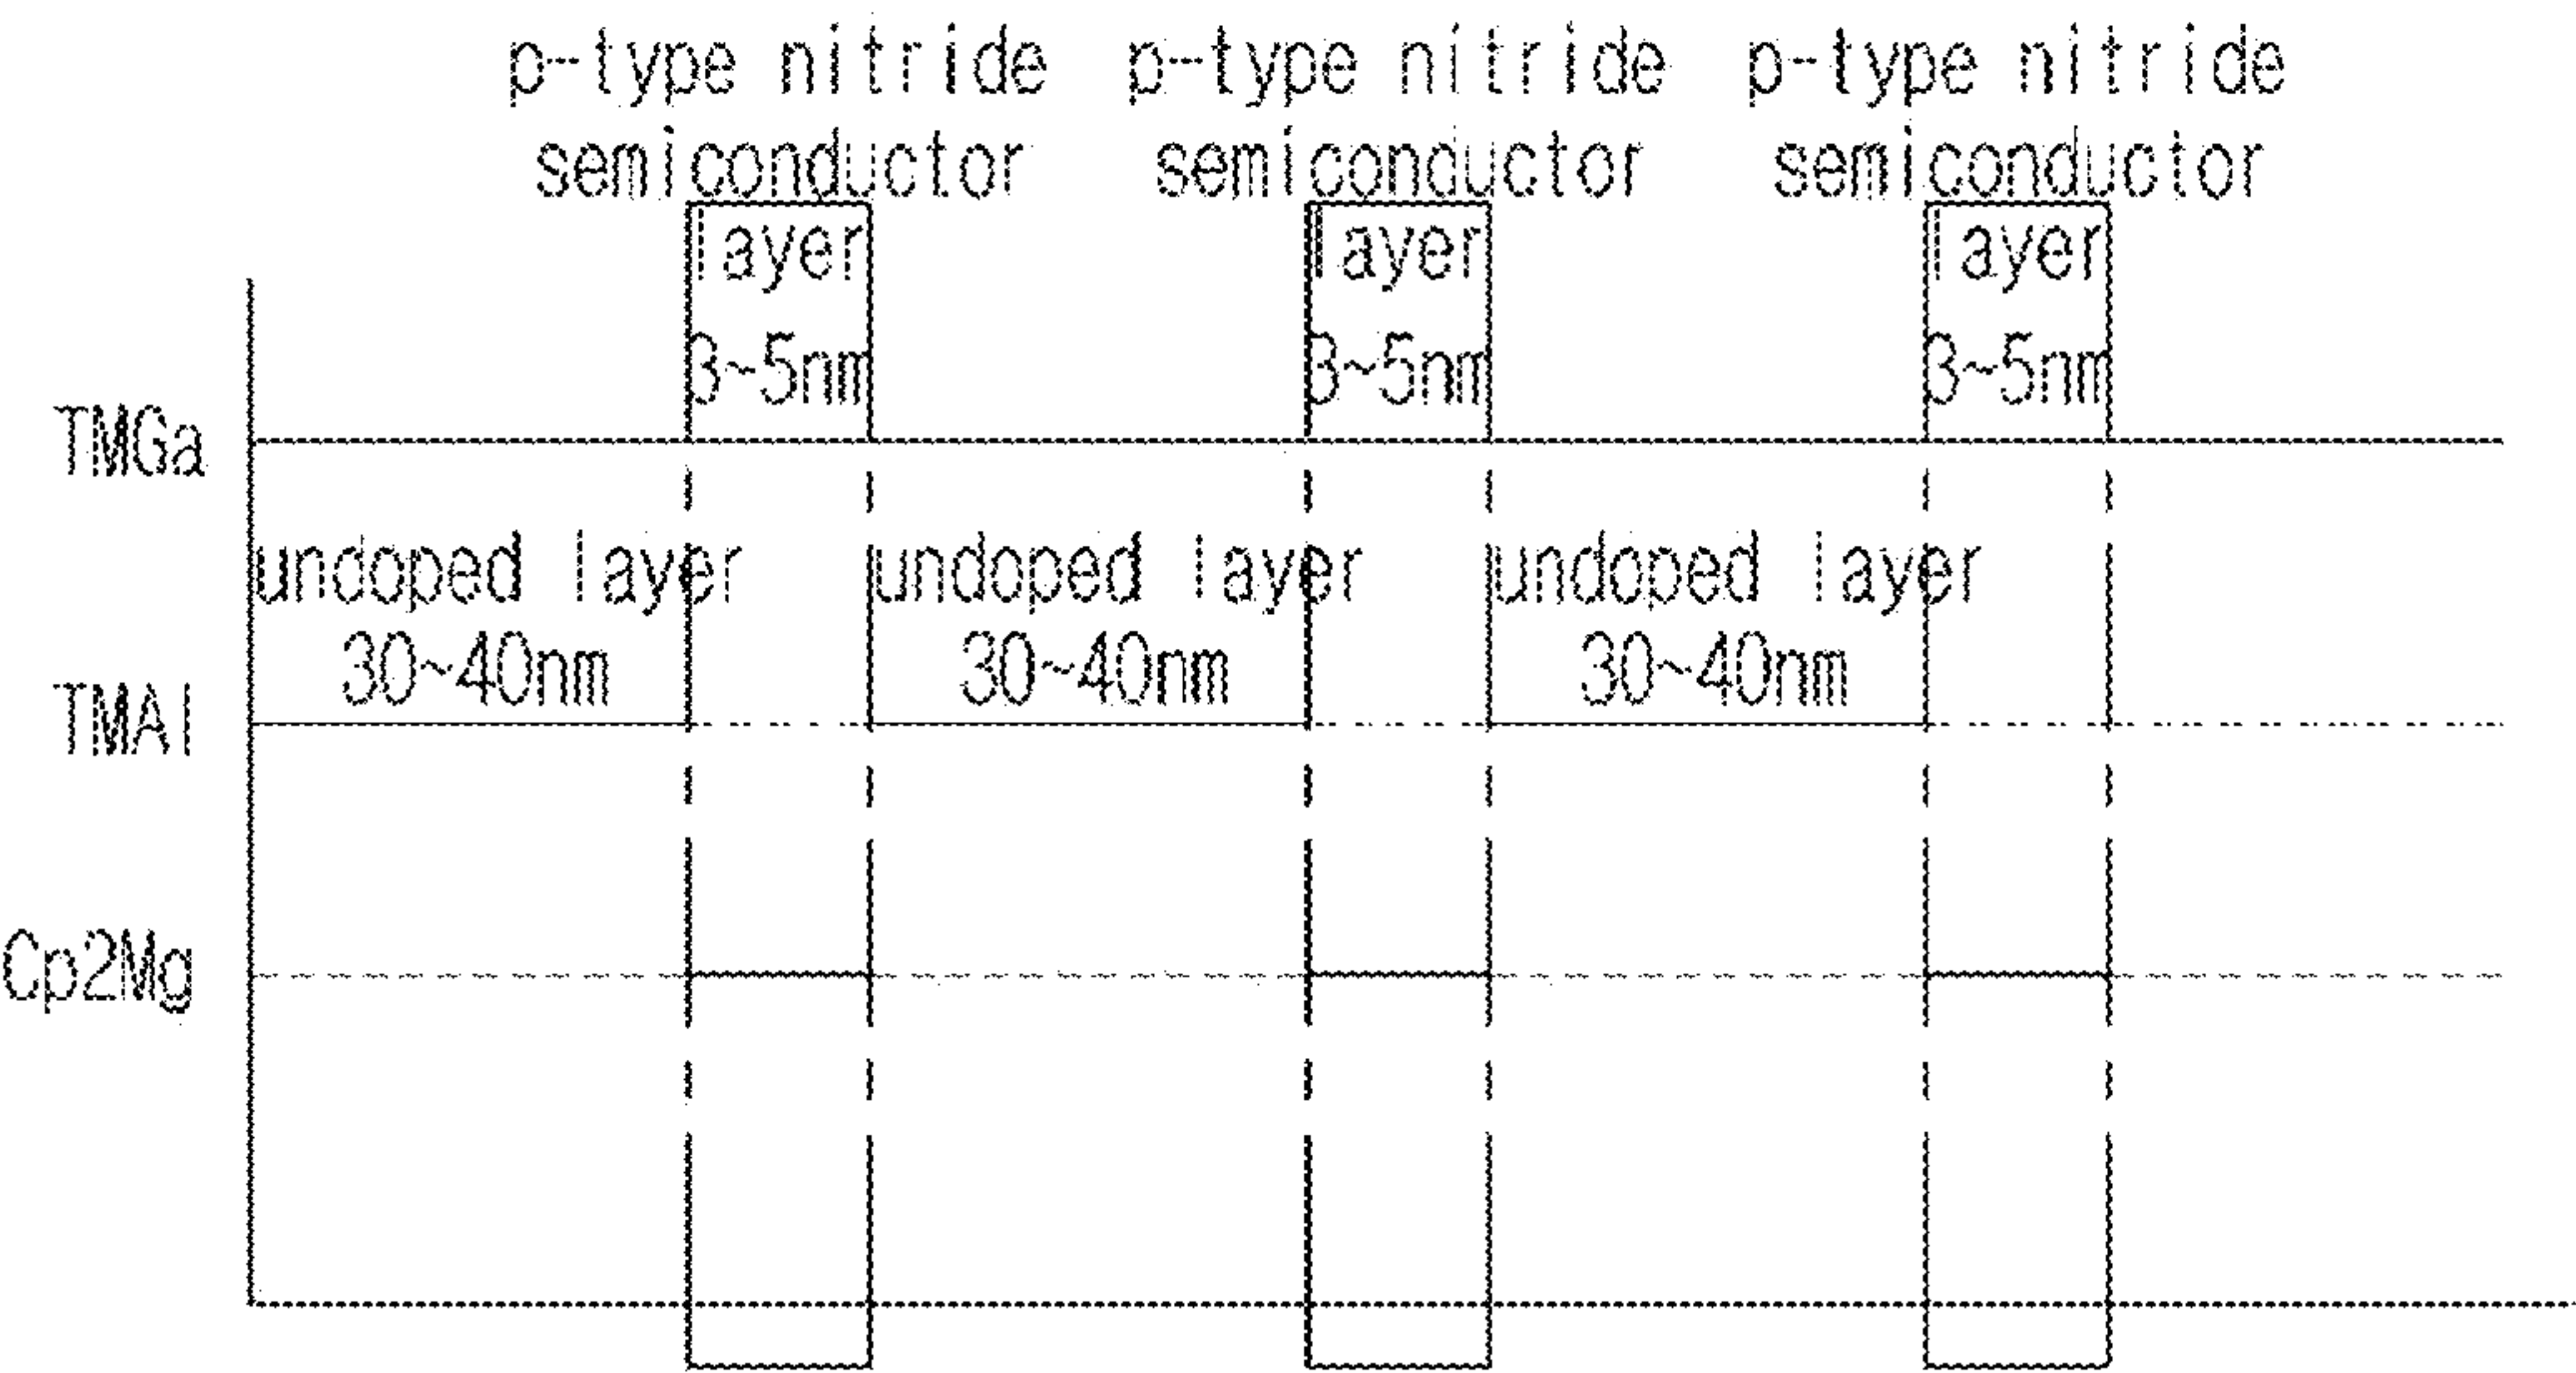 p-type nitride p-type nitride p-type nitride
semiconductor semiconductor semiconductor
layer layer layer
3~5nm 3~5nm 3~5nm
TMGa
undoped layer undoped layer undoped layer
30~40nm 30~40nm 30~40nm
TMAl
Cp2Mg